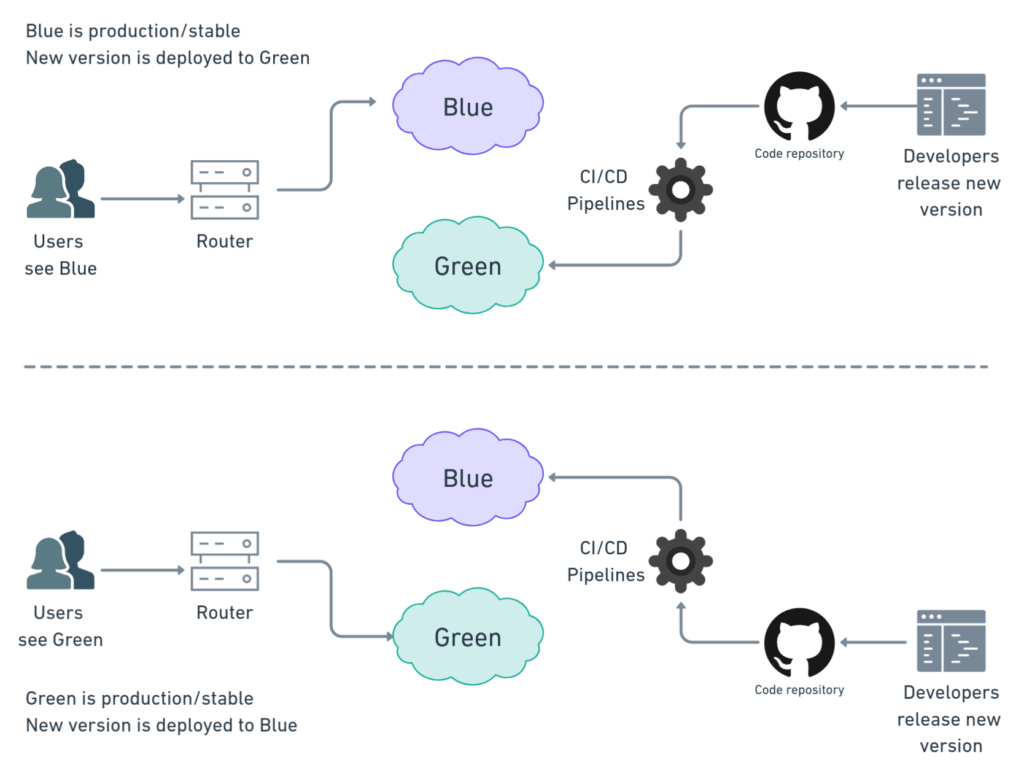 Blue is production/stable
New version is deployed to Green
Blue
Code repository
Developers
release new
version
CI/CD
Pipelines
Users
see Blue
Router
Green
Blue
CI/CD
Pipelines
Users
see Green
Router
Green
Code repository
Developers
release new
version
Green is production/stable
New version is deployed to Blue